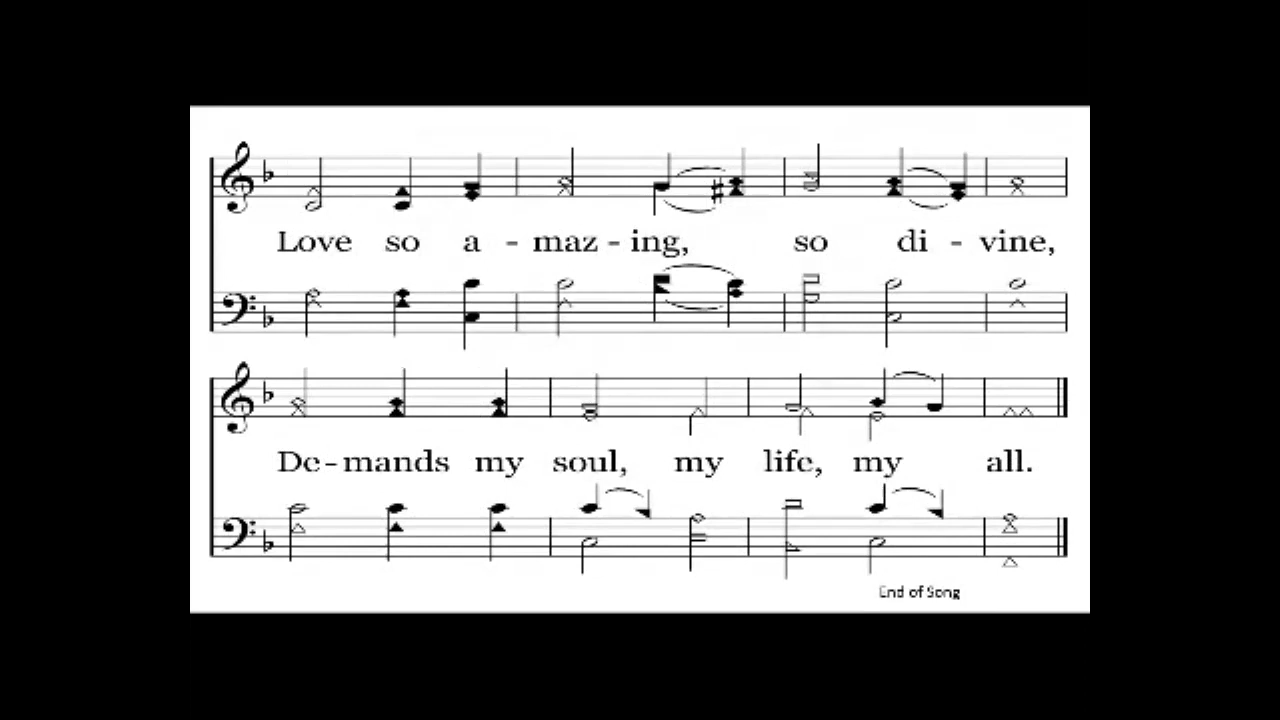 Love so a - maz - ing, so di - vine,
De - mands my soul, my life, my all.
End of Song